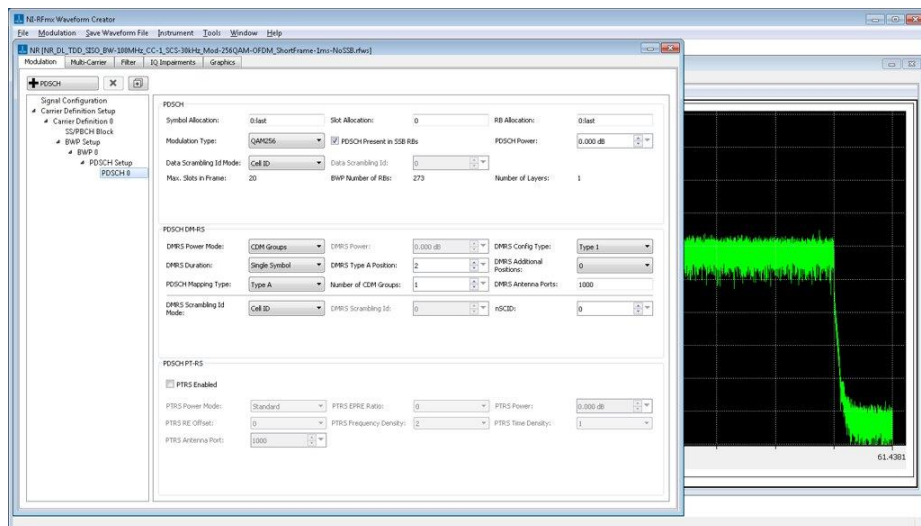 NI-RFmx Waveform Creator
File Modulation Save Waveform File Instrument Tools Window Help
NR [NR_DL_TDD_SISO_BW-100MHz_CC-1_SCS-30kHz_Mod-256QAM-OFDM_ShortFrame-1ms-NoSSB.rfws]
Modulation Multi-Carrier Filter IQ Impairments Graphics
PDSCH
Signal Configuration
Carrier Definition Setup
Carrier Definition 0
SS/PBCH Block
BWP Setup
BWP 0
PDSCH Setup
PDSCH 0
PDSCH
Symbol Allocation: 0:last Slot Allocation: 0 RB Allocation: 0:last
Modulation Type: QAM256 PDSCH Present in SSB RBs PDSCH Power: 0.000 dB
Data Scrambling Id Mode: Cell ID Data Scrambling Id: 0
Max. Slots in Frame: 20 BWP Number of RBs: 273 Number of Layers: 1
PDSCH DM-RS
DMRS Power Mode: CDM Groups DMRS Power: 0.000 dB DMRS Config Type: Type 1
DMRS Duration: Single Symbol DMRS Type A Position: 2 DMRS Additional Positions: 0
PDSCH Mapping Type: Type A Number of CDM Groups: 1 DMRS Antenna Ports: 1000
DMRS Scrambling Id Mode: Cell ID DMRS Scrambling Id: 0 nSCID: 0
PDSCH PT-RS
PTRS Enabled
PTRS Power Mode: Standard PTRS EPRE Ratio: 0 PTRS Power: 0.000 dB
PTRS RE Offset: 0 PTRS Frequency Density: 2 PTRS Time Density: 1
PTRS Antenna Port: 1000
61.4381